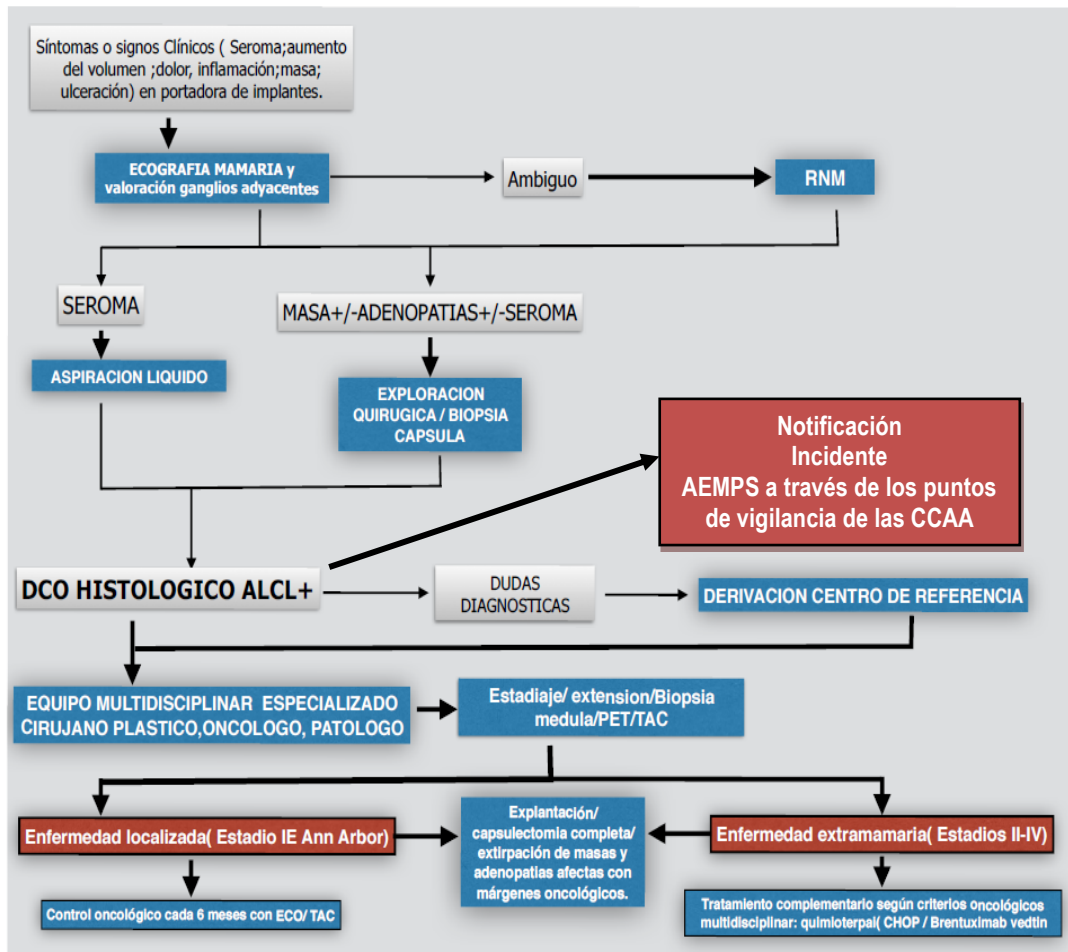 Síntomas o signos Clínicos ( Seroma;aumento
del volumen ;dolor, inflamación;masa;
ulceración) en portadora de implantes.
ECOGRAFIA MAMARIA y
valoración ganglios adyacentes
Ambiguo
RNM
SEROMA
MASA+/-ADENOPATIAS+/-SEROMA
ASPIRACION LIQUIDO
EXPLORACION
QUIRUGICA / BIOPSIA
CAPSULA
Notificación
Incidente
AEMPS a través de los puntos
de vigilancia de las CCAA
DCO HISTOLOGICO ALCL+
DUDAS
DIAGNOSTICAS
DERIVACION CENTRO DE REFERENCIA
EQUIPO MULTIDISCIPLINAR ESPECIALIZADO
CIRUJANO PLASTICO,ONCOLOGO, PATOLOGO
Estadiaje/ extension/Biopsia
medula/PET/TAC
Enfermedad localizada( Estadio IE Ann Arbor)
Explantación/
capsulectomia completa/
extirpación de masas y
adenopatias afectas con
márgenes oncológicos.
Enfermedad extramamaria( Estadios II-IV)
Control oncológico cada 6 meses con ECO/ TAC
Tratamiento complementario según criterios oncológicos
multidisciplinar: quimioterpai( CHOP / Brentuximab vedtin